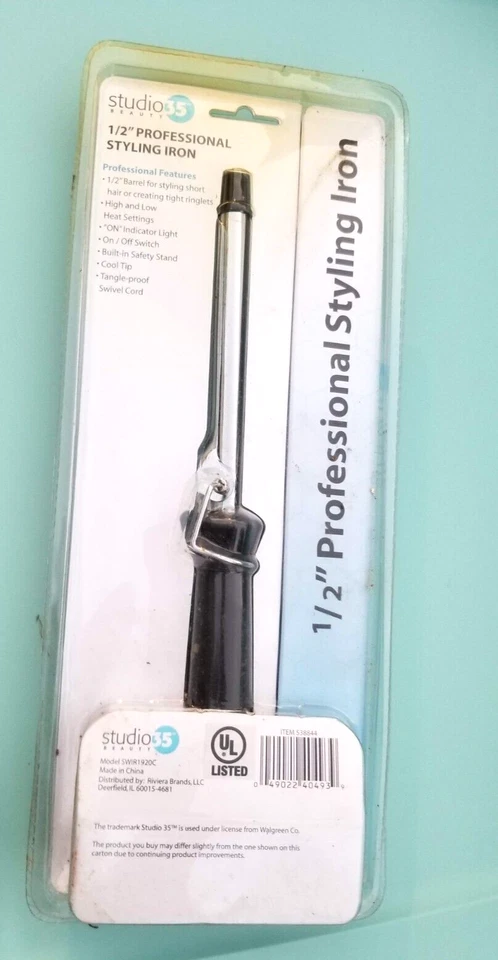 studio 35™
BEAUTY
1/2" PROFESSIONAL
STYLING IRON
Professional Features
• 1/2" Barrel for styling short
hair or creating tight ringlets
• High and Low
Heat Settings
• "ON" Indicator Light
• On / Off Switch
• Built-in Safety Stand
• Cool Tip
• Tangle-proof
Swivel Cord
1/2" Professional Styling Iron
studio 35™
BEAUTY
Model SWIR1920C
Made in China
Distributed by: Riviera Brands, LLC
Deerfield, IL 60015-4681
UL
LISTED
ITEM 538644
0 49022 40493 9
The trademark Studio 35™ is used under license from Walgreen Co.
The product you buy may differ slightly from the one shown on this
carton due to continuing product improvements.